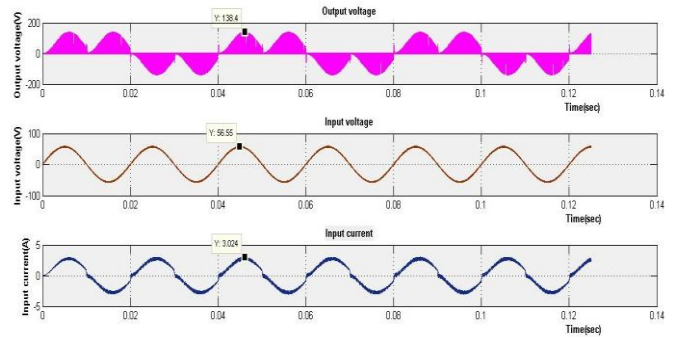 Output voltage
Y: 138.4
Output voltage(V)
200
0
-200
0 0.02 0.04 0.06 0.08 0.1 0.12 0.14
Time(sec)
Input voltage
Y: 56.55
Input voltage(V)
100
0
-100
0 0.02 0.04 0.06 0.08 0.1 0.12 0.14
Time(sec)
Input current
Y: 3.024
Input current(A)
5
0
-5
0 0.02 0.04 0.06 0.08 0.1 0.12 0.14
Time(sec)